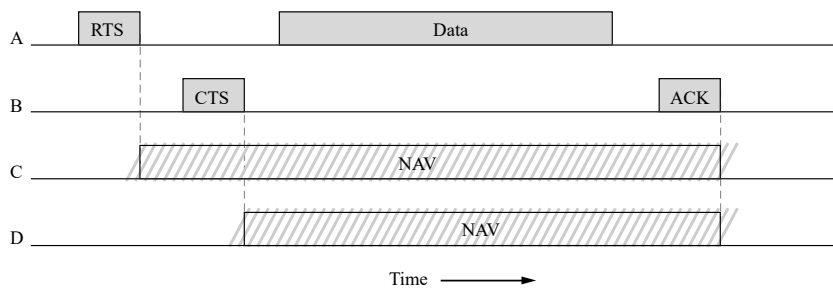 A RTS Data
B CTS ACK
C NAV
D NAV
Time